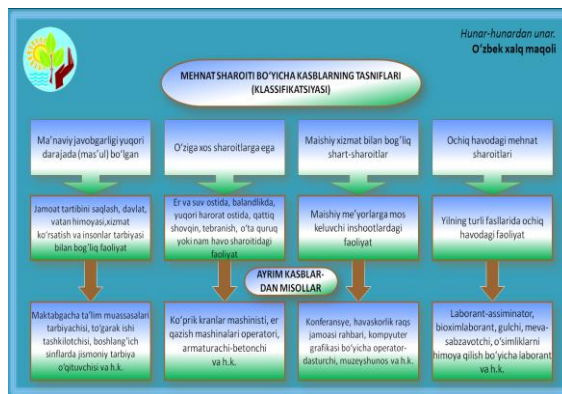 Hunar-hunardan unar.
O'zbek xalq maqoli
MEHNAT SHAROITI BO'YICHA KASBLARNING TASNIFLARI
(KLASSIFIKATSIYASI)
Ma'naviy javobgarligi yuqori
darajada (mas'ul) bo'lgan
O'ziga xos sharoitlarga ega
Maishiy xizmat bilan bog'liq
shart-sharoitlar
Ochiq havodagi mehnat
sharoitlari
Jamoat tartibini saqlash, davlat,
vatan himoyasi,xizmat
ko'rsatish va insonlar tarbiyasi
bilan bog'liq faoliyat
Er va suv ostida, balandlikda,
yuqori harorat ostida, qattiq
shovqin, tebranish, o'ta quruq
yoki nam havo sharoitidagi
faoliyat
Maishiy me'yorlarga mos
keluvchi inshootlardagi
faoliyat
Yilning turli fasllarida ochiq
havodagi faoliyat
AYRIM KASBLAR-
DAN MISOLLAR
Maktabgacha ta'lim muassasalari
tarbiyachisi, to'garak ishi
tashkilotchisi, boshlang'ich
sinflarda jismoniy tarbiya
o'qituvchisi va h.k.
Ko'prik kranlar mashinisti, er
qazish mashinalari operatori,
armaturachi-betonchi
va h.k.
Konferansye, havaskorlik raqs
jamoasi rahbari, kompyuter
grafikasi bo'yicha operator-
dasturchi, muzeyshunos va h.k.
Laborant-assiminator,
bioximlaborant, gulchi, meva-
sabzavotchi, o'simliklarni
himoya qilish bo'yicha laborant
va h.k.